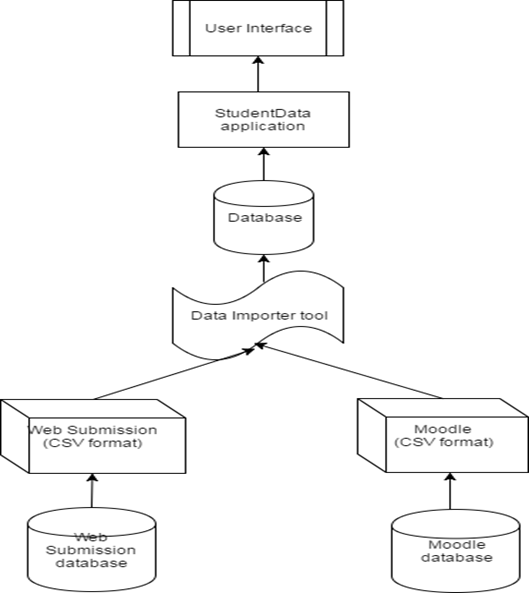 User Interface
StudentData
application
Database
Data Importer tool
Web Submission
(CSV format)
Moodle
(CSV format)
Web
Submission
database
Moodle
database